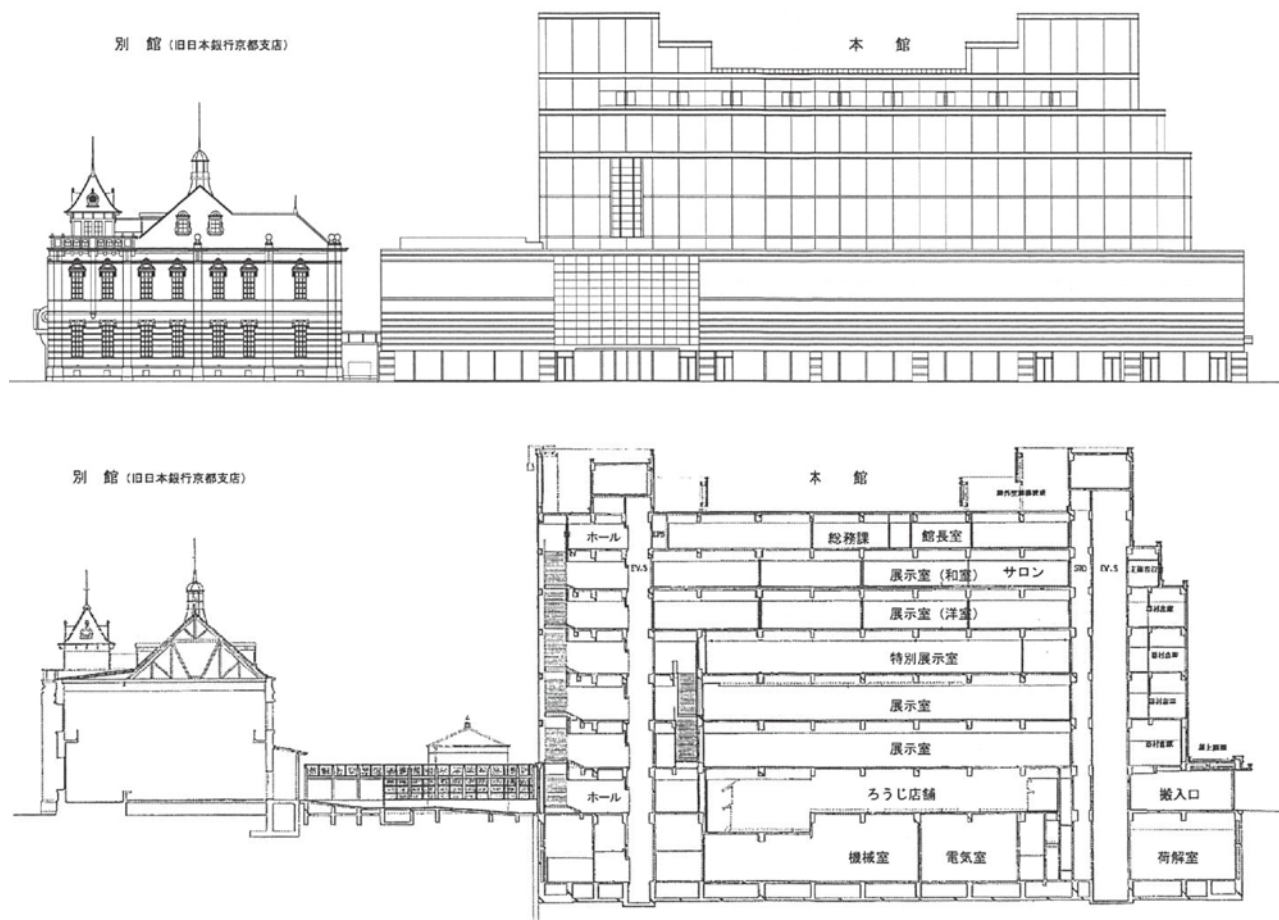 別 館 (旧日本銀行京都支店)
本 館
別 館 (旧日本銀行京都支店)
本 館
ホール
総務課
館長室
EV.S
展示室 (和室)
サロン
EV.S
展示室 (洋室)
特別展示室
展示室
展示室
ホール
ろうじ店舗
搬入口
機械室
電気室
荷解室